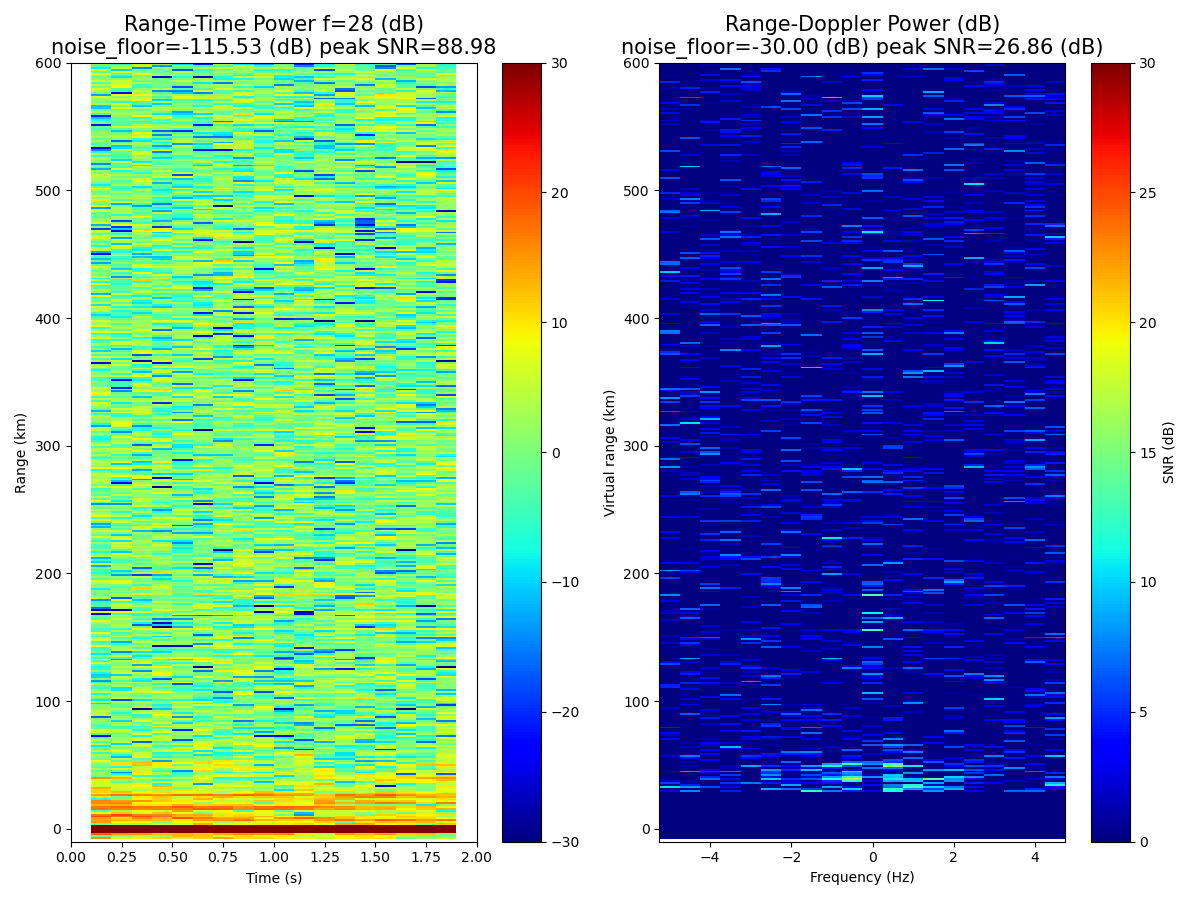 Range-Time Power f=28 (dB)
noise_floor=-115.53 (dB) peak SNR=88.98
600
500
400
300
200
100
0
Range (km)
0.00 0.25 0.50 0.75 1.00 1.25 1.50 1.75 2.00
Time (s)
30
20
10
0
−10
−20
−30
Range-Doppler Power (dB)
noise_floor=-30.00 (dB) peak SNR=26.86 (dB)
600
500
400
300
200
100
0
Virtual range (km)
−4 −2 0 2 4
Frequency (Hz)
30
25
20
15
10
5
0
SNR (dB)